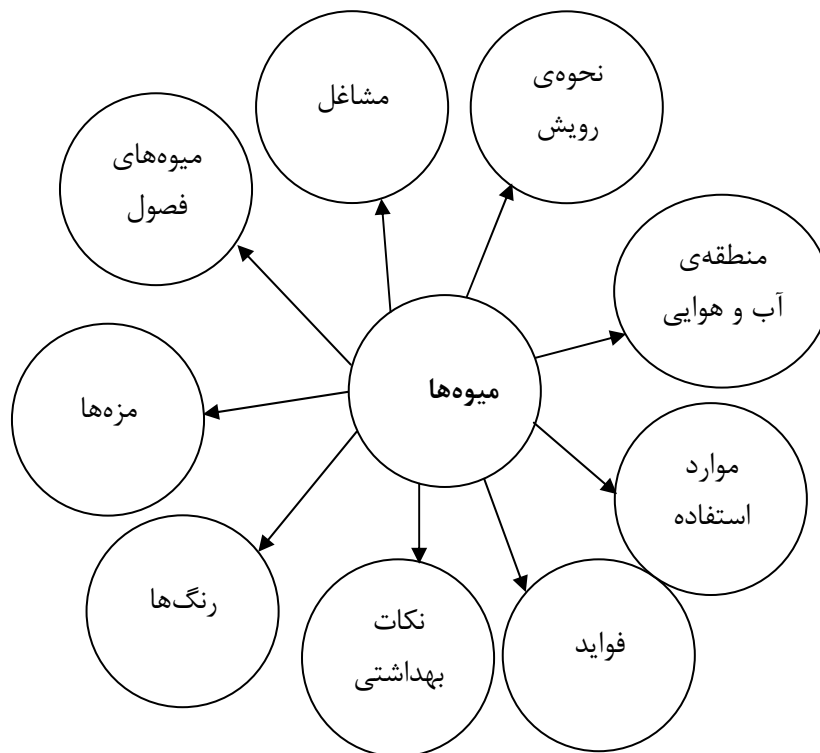 نحوه‌ی
رویش
مشاغل
میوه‌های
فصول
منطقه‌ی
آب و هوایی
میوه‌ها
مزه‌ها
موارد
استفاده
رنگ‌ها
نکات
بهداشتی
فواید